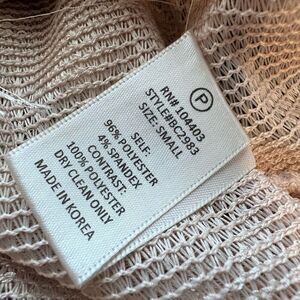 P
RN# 104403
STYLE#BC2983
SIZE: SMALL
SELF:
96% POLYESTER
4% SPANDEX
CONTRAST:
100% POLYESTER
DRY CLEAN ONLY
MADE IN KOREA